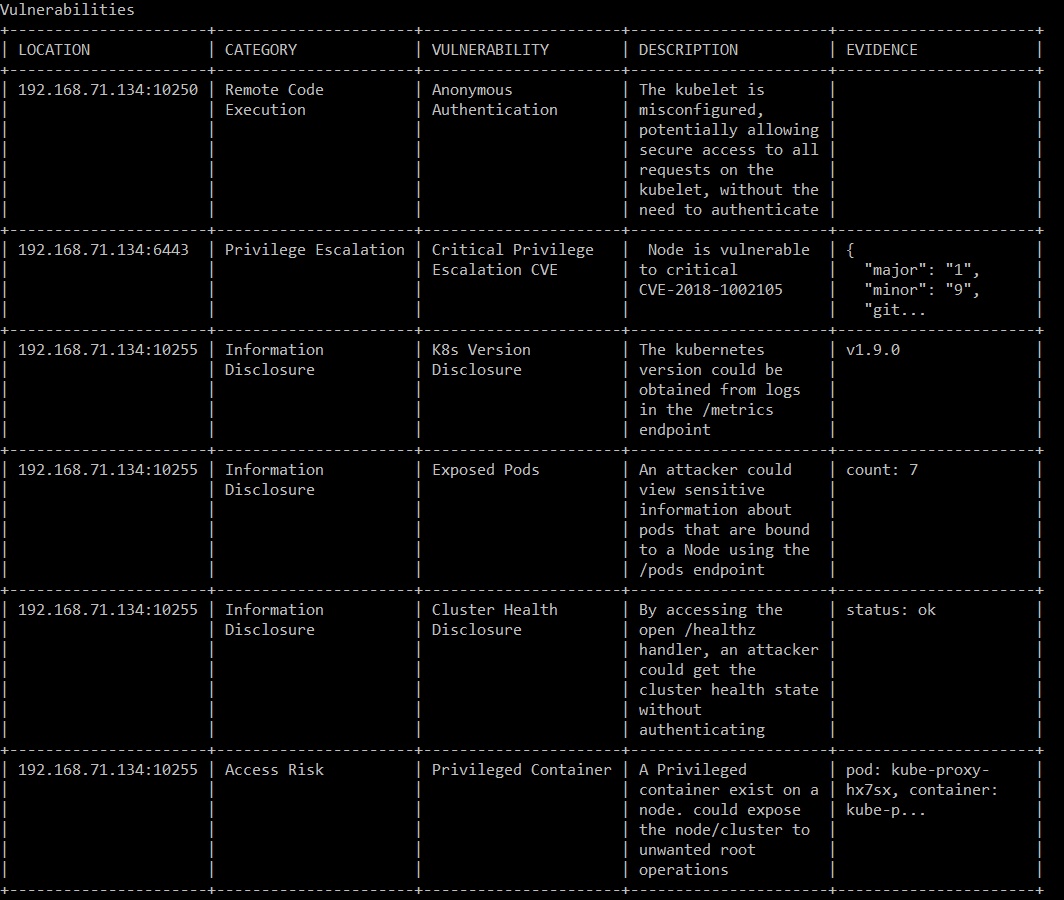 Vulnerabilities
+----------------------+----------------------+----------------------+----------------------+----------------------+
| LOCATION | CATEGORY | VULNERABILITY | DESCRIPTION | EVIDENCE |
+----------------------+----------------------+----------------------+----------------------+----------------------+
| 192.168.71.134:10250 | Remote Code | Anonymous | The kubelet is | |
| | Execution | Authentication | misconfigured, | |
| | | | potentially allowing | |
| | | | secure access to all | |
| | | | requests on the | |
| | | | kubelet, without the | |
| | | | need to authenticate | |
+----------------------+----------------------+----------------------+----------------------+----------------------+
| 192.168.71.134:6443 | Privilege Escalation | Critical Privilege | Node is vulnerable | { |
| | | Escalation CVE | to critical | "major": "1", |
| | | | CVE-2018-1002105 | "minor": "9", |
| | | | | "git... |
+----------------------+----------------------+----------------------+----------------------+----------------------+
| 192.168.71.134:10255 | Information | K8s Version | The kubernetes | v1.9.0 |
| | Disclosure | Disclosure | version could be | |
| | | | obtained from logs | |
| | | | in the /metrics | |
| | | | endpoint | |
+----------------------+----------------------+----------------------+----------------------+----------------------+
| 192.168.71.134:10255 | Information | Exposed Pods | An attacker could | count: 7 |
| | Disclosure | | view sensitive | |
| | | | information about | |
| | | | pods that are bound | |
| | | | to a Node using the | |
| | | | /pods endpoint | |
+----------------------+----------------------+----------------------+----------------------+----------------------+
| 192.168.71.134:10255 | Information | Cluster Health | By accessing the | status: ok |
| | Disclosure | Disclosure | open /healthz | |
| | | | handler, an attacker | |
| | | | could get the | |
| | | | cluster health state | |
| | | | without | |
| | | | authenticating | |
+----------------------+----------------------+----------------------+----------------------+----------------------+
| 192.168.71.134:10255 | Access Risk | Privileged Container | A Privileged | pod: kube-proxy- |
| | | | container exist on a | hx7sx, container: |
| | | | node. could expose | kube-p... |
| | | | the node/cluster to | |
| | | | unwanted root | |
| | | | operations | |
+----------------------+----------------------+----------------------+----------------------+----------------------+